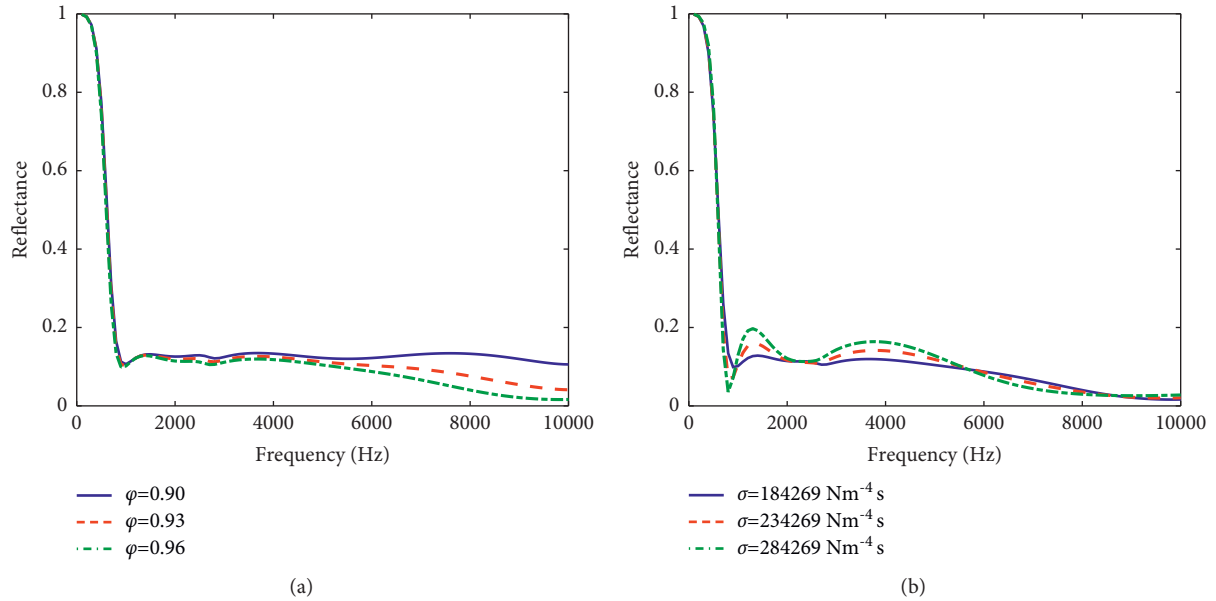 1
0.8
0.6
0.4
0.2
0
Reflectance
0 2000 4000 6000 8000 10000
Frequency (Hz)
φ=0.90
φ=0.93
φ=0.96
(a)
1
0.8
0.6
0.4
0.2
0
Reflectance
0 2000 4000 6000 8000 10000
Frequency (Hz)
σ=184269 Nm⁻⁴ s
σ=234269 Nm⁻⁴ s
σ=284269 Nm⁻⁴ s
(b)